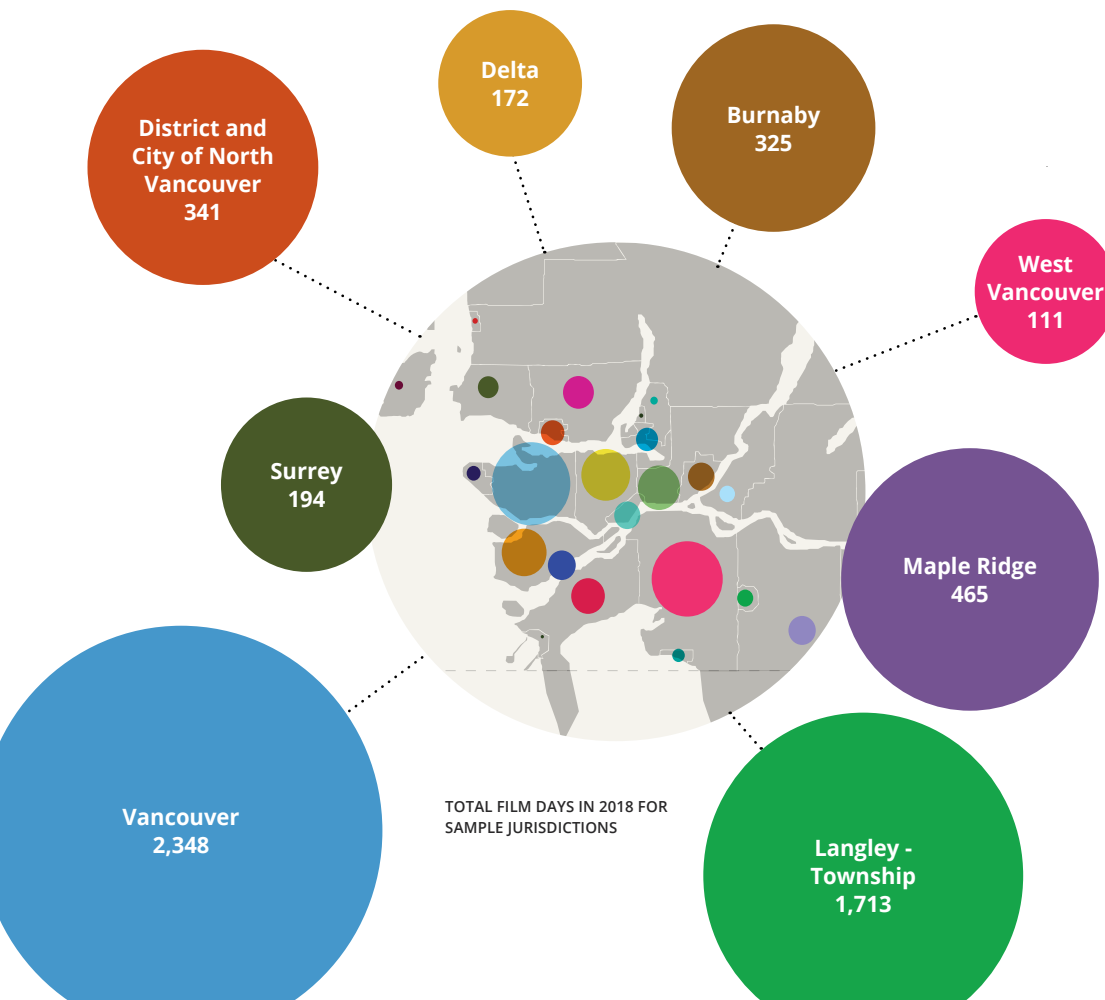 Delta
172
Burnaby
325
District and
City of North
Vancouver
341
West
Vancouver
111
Surrey
194
Maple Ridge
465
Vancouver
2,348
TOTAL FILM DAYS IN 2018 FOR
SAMPLE JURISDICTIONS
Langley -
Township
1,713